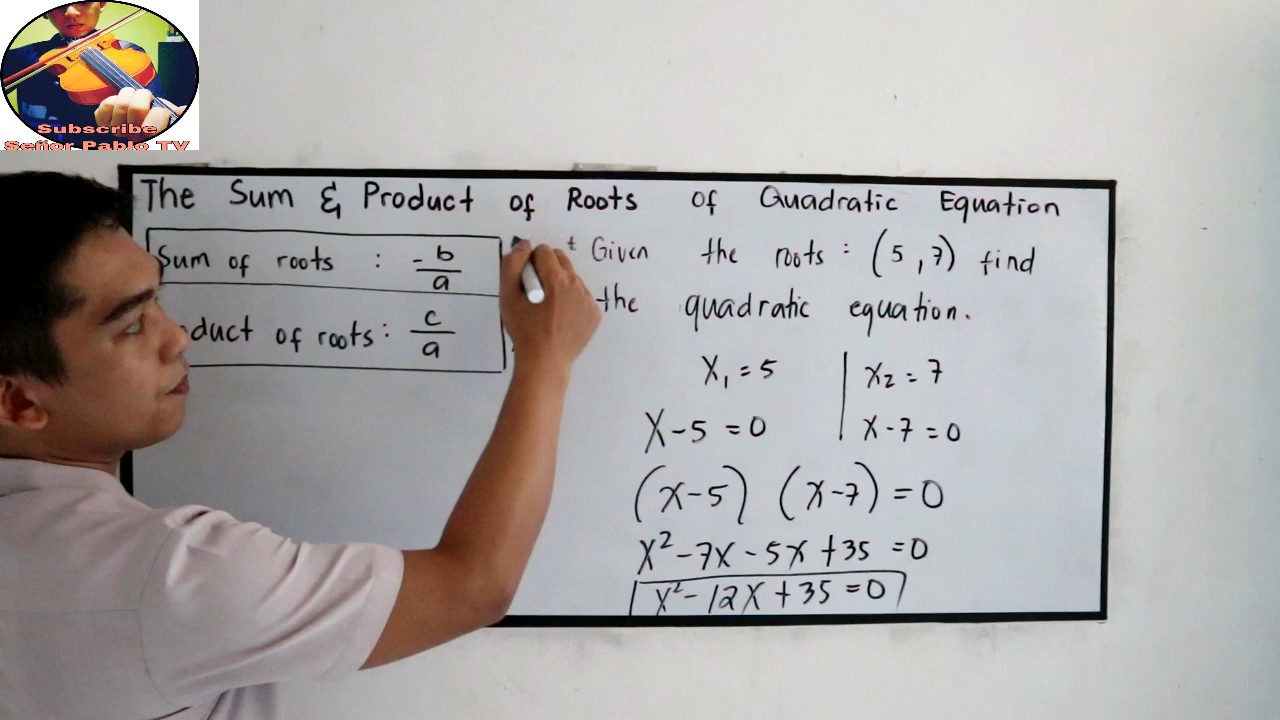 Subscribe
Señor Pablo TV
The Sum & Product of Roots of Quadratic Equation
Sum of roots : -b/a
duct of roots: c/a
Given the roots : (5, 7) find
the quadratic equation.
X₁ = 5 | X₂ = 7
X - 5 = 0 | X - 7 = 0
(X - 5) (X - 7) = 0
X² - 7X - 5X + 35 = 0
X² - 12X + 35 = 0